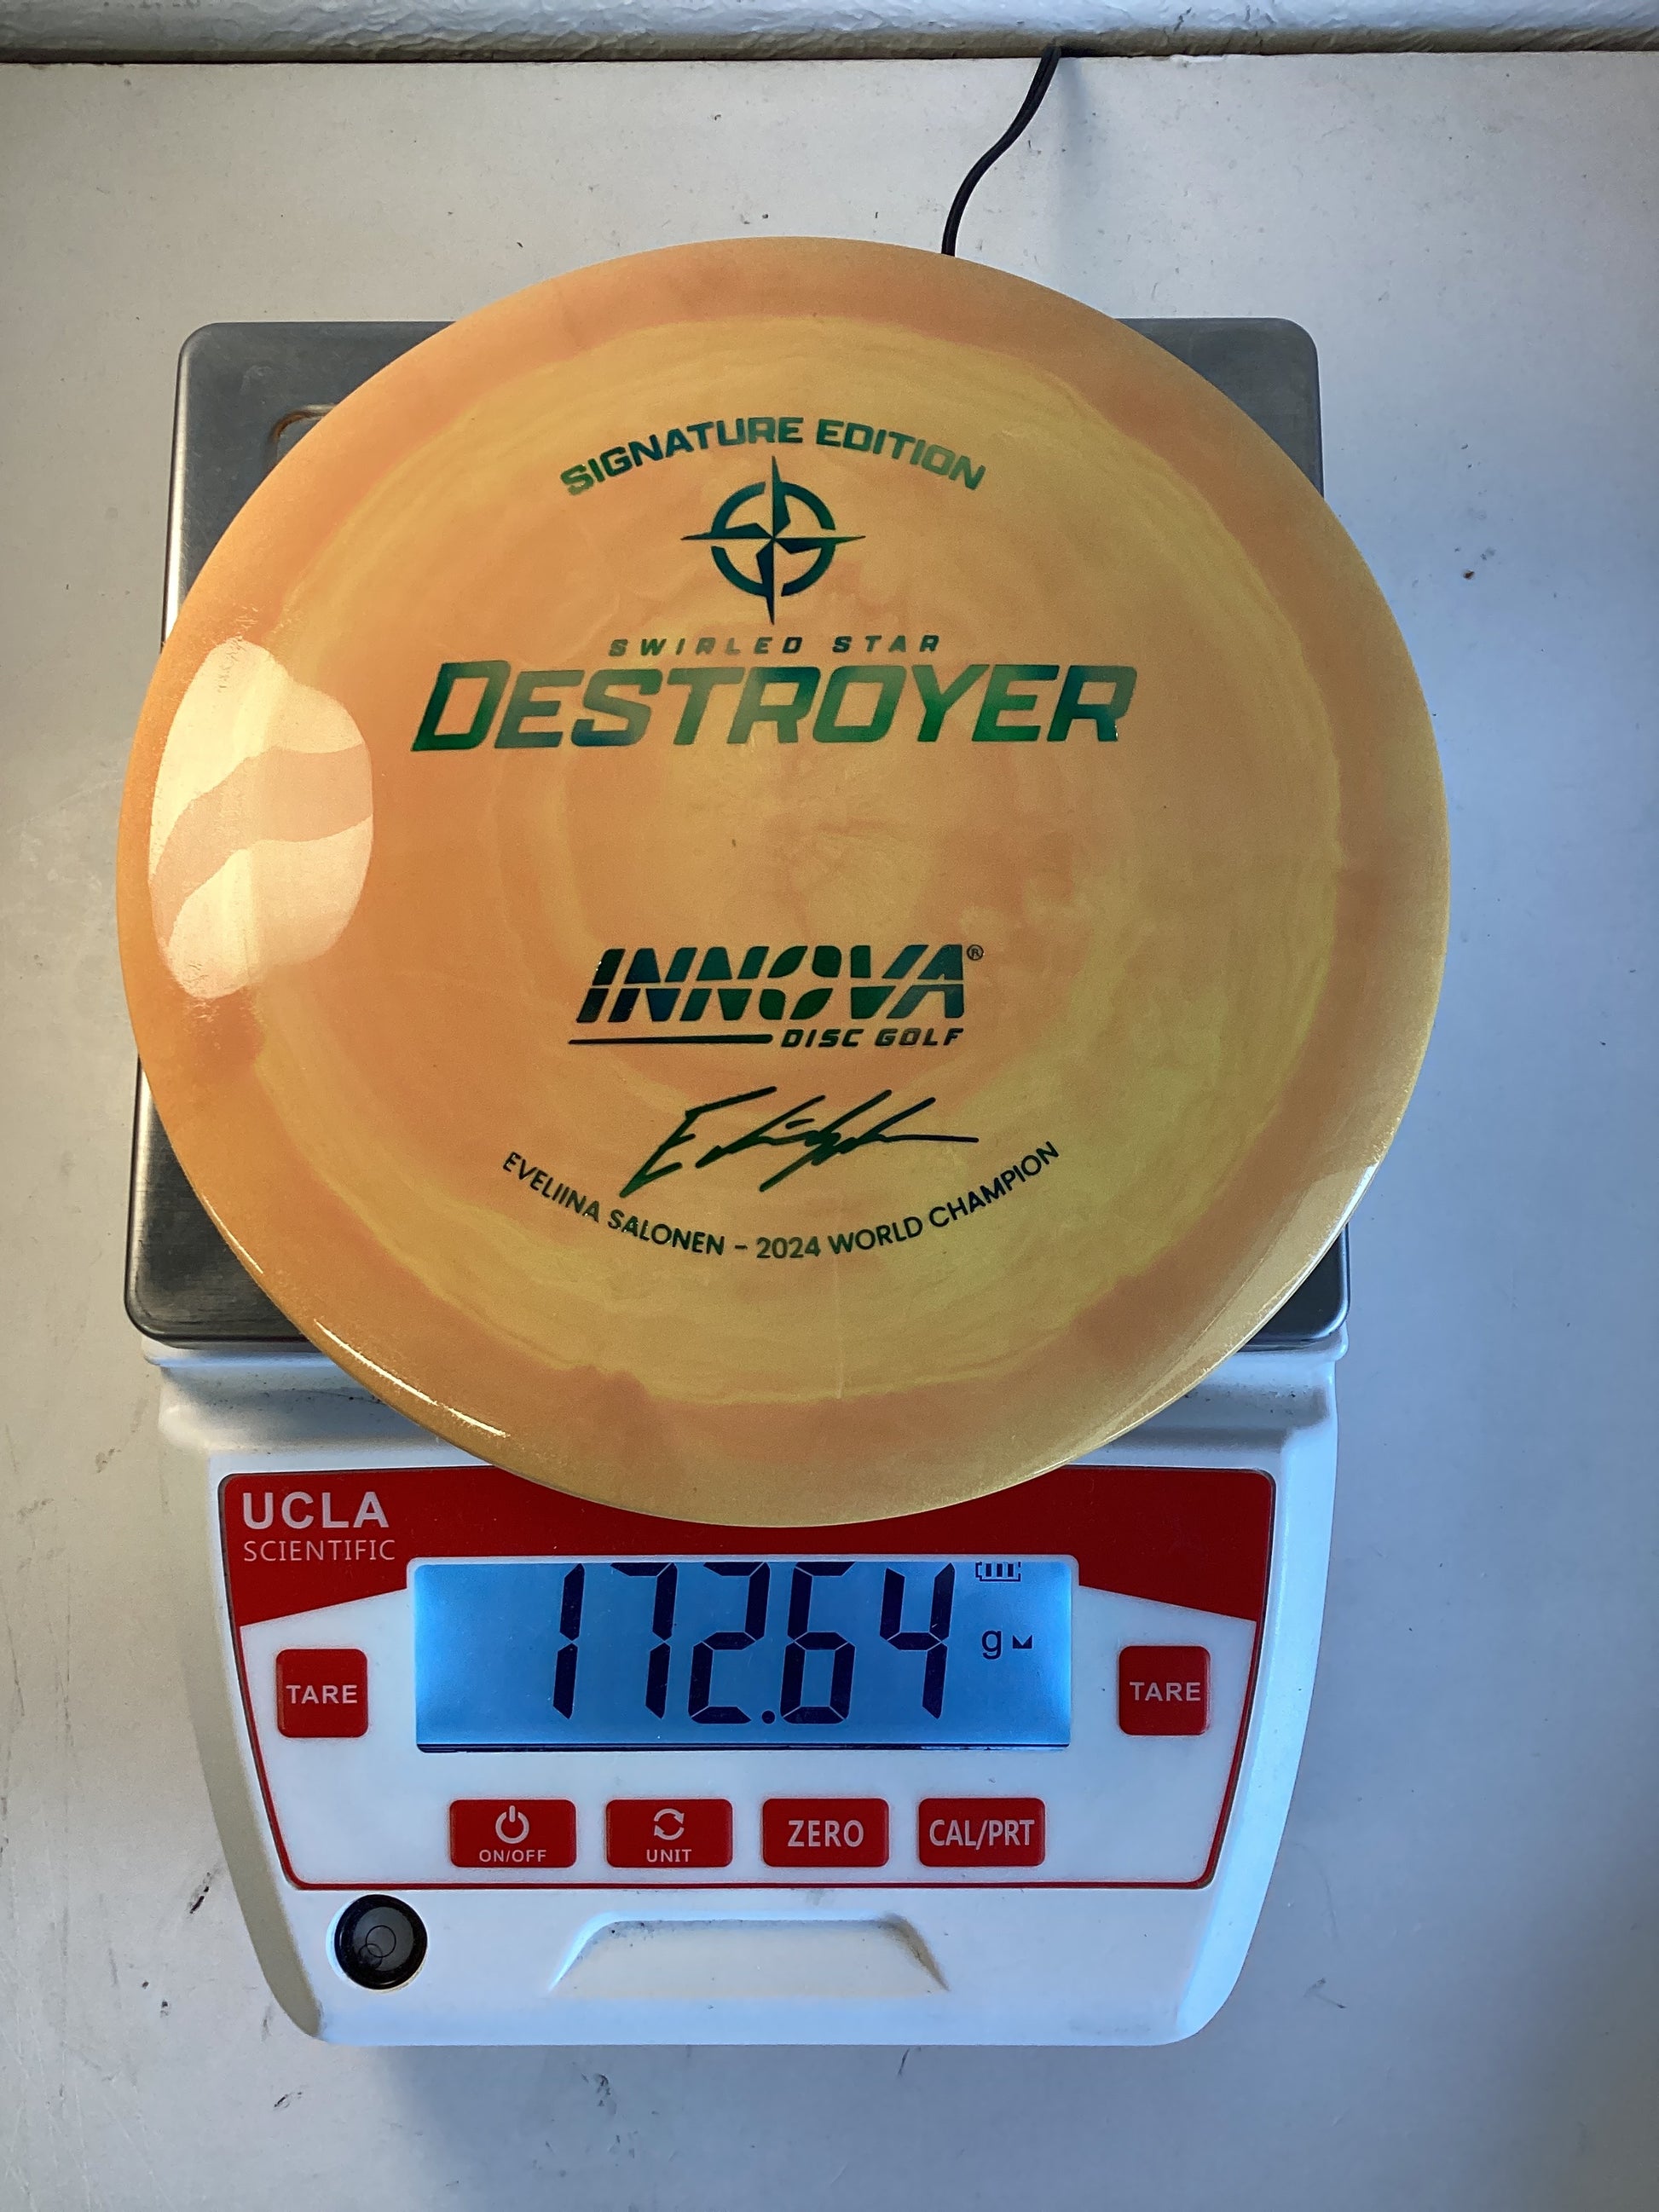 SIGNATURE EDITION
SWIRLED STAR
DESTROYER
INNOVA®
DISC GOLF
EVELIINA SALONEN - 2024 WORLD CHAMPION
UCLA
SCIENTIFIC
172.64 g
TARE
TARE
ON/OFF
UNIT
ZERO
CAL/PRT